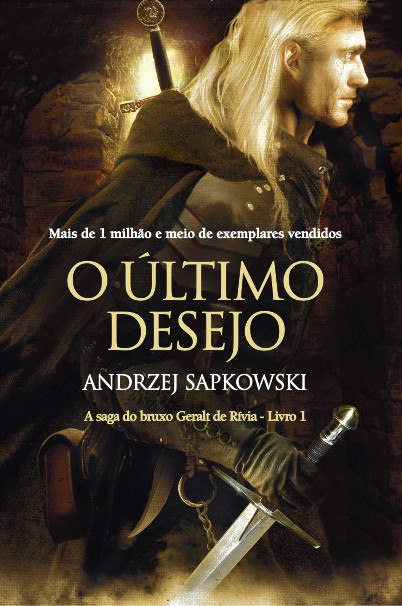 Mais de 1 milhão e meio de exemplares vendidos
O ÚLTIMO
DESEJO
ANDRZEJ SAPKOWSKI
A saga do bruxo Geralt de Rívia - Livro 1